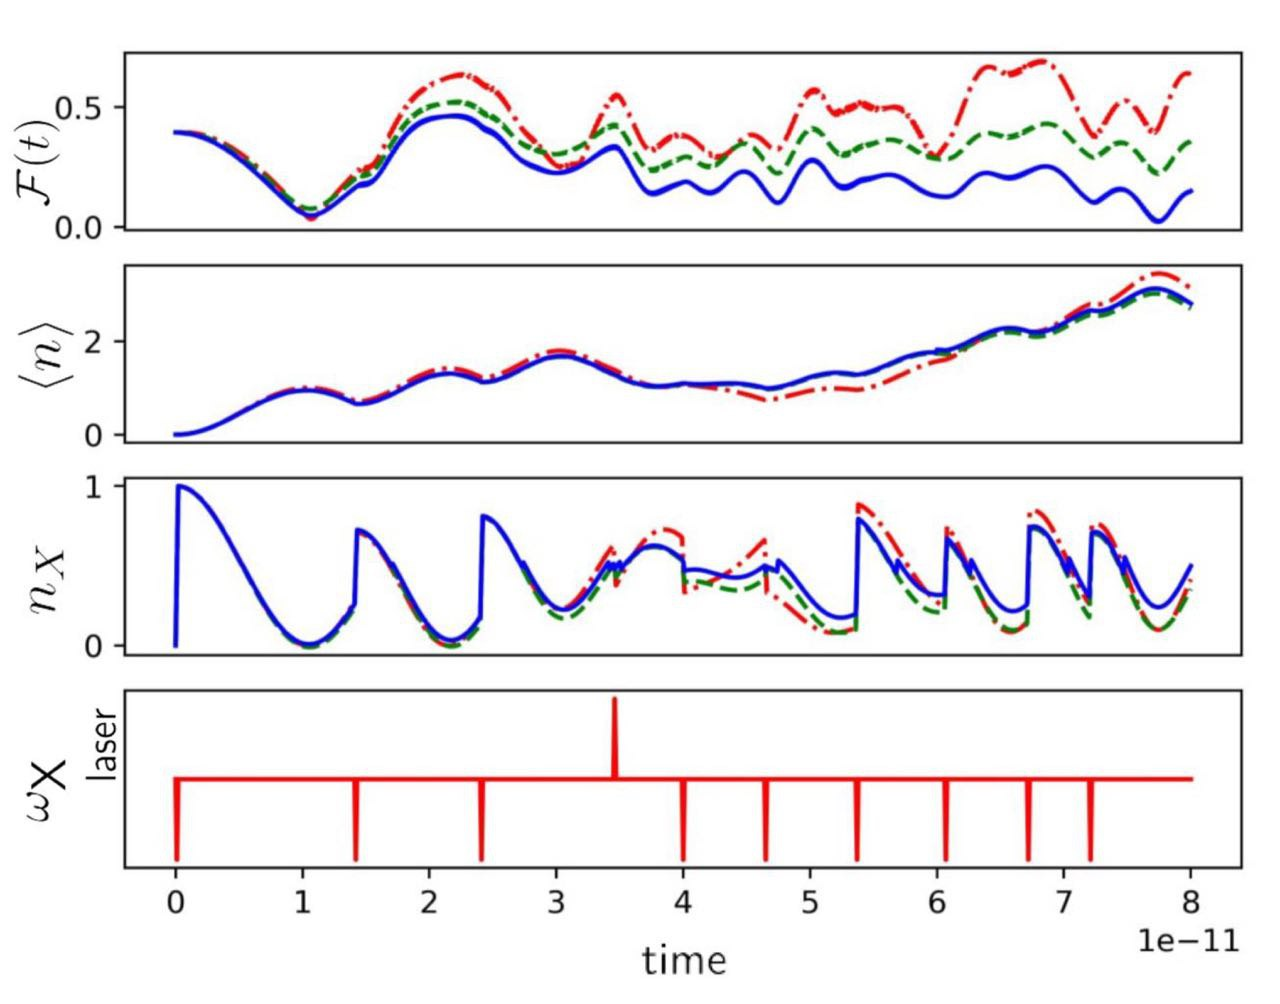 F(t)
0.5
0.0
⟨n⟩
2
0
n_X
1
0
ω_X
laser
0 1 2 3 4 5 6 7 8
1e−11
time